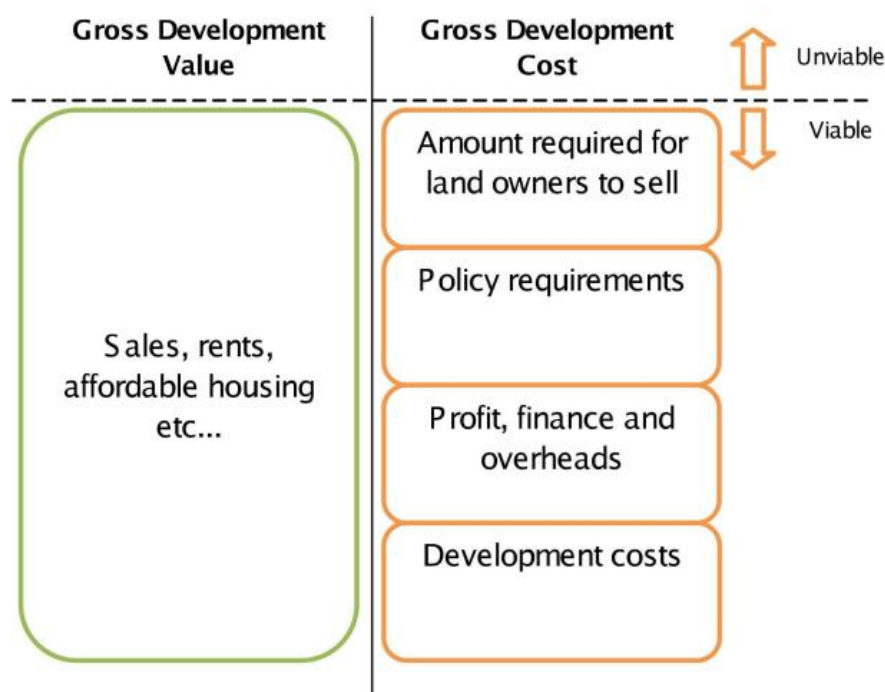 Gross Development
Value
Gross Development
Cost
Unviable
Viable
Sales, rents,
affordable housing
etc...
Amount required for
land owners to sell
Policy requirements
Profit, finance and
overheads
Development costs